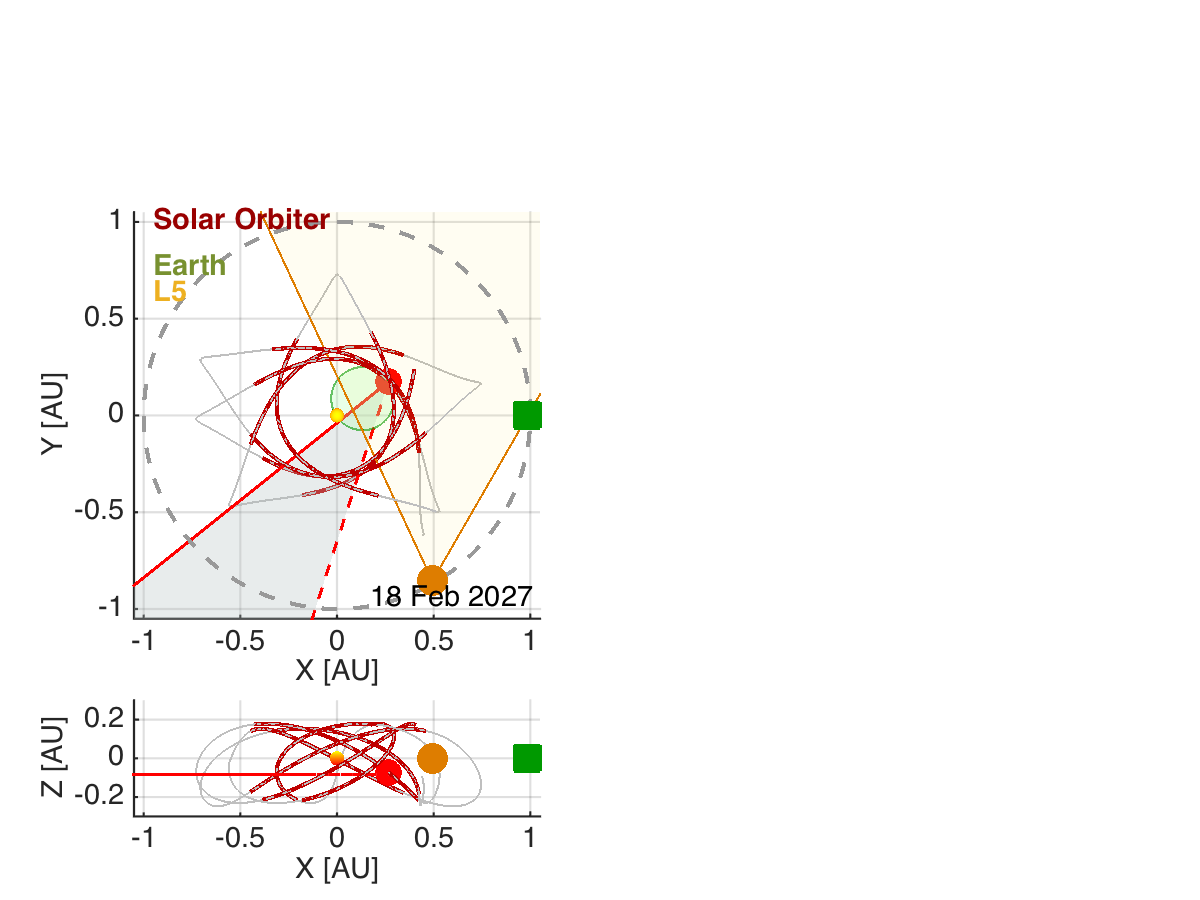 Solar Orbiter
Earth
L5
18 Feb 2027
Y [AU]
1
0.5
0
-0.5
-1
-1 -0.5 0 0.5 1
X [AU]
Z [AU]
0.2
0
-0.2
-1 -0.5 0 0.5 1
X [AU]